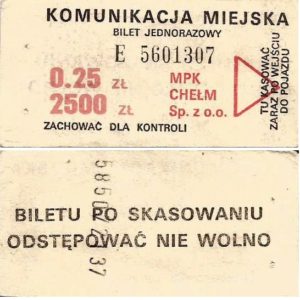 KOMUNIKACJA MIEJSKA
BILET JEDNORAZOWY
E 5601307
0.25 ZŁ
2500 ZŁ
MPK
CHEŁM
Sp. z o.o.
ZACHOWAĆ DLA KONTROLI
TU KASOWAĆ
ZARAZ PO WEJŚCIU
DO POJAZDU
BILETU PO SKASOWANIU
ODSTĘPOWAĆ NIE WOLNO